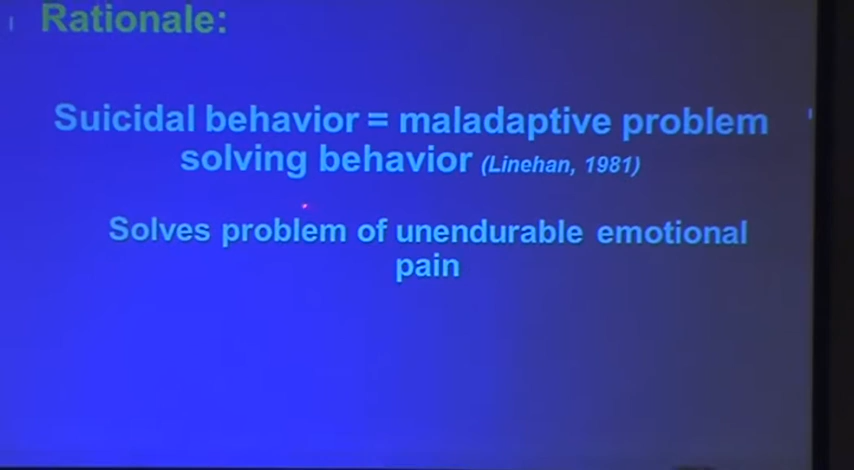 Rationale:
Suicidal behavior = maladaptive problem
solving behavior (Linehan, 1981)
Solves problem of unendurable emotional
pain